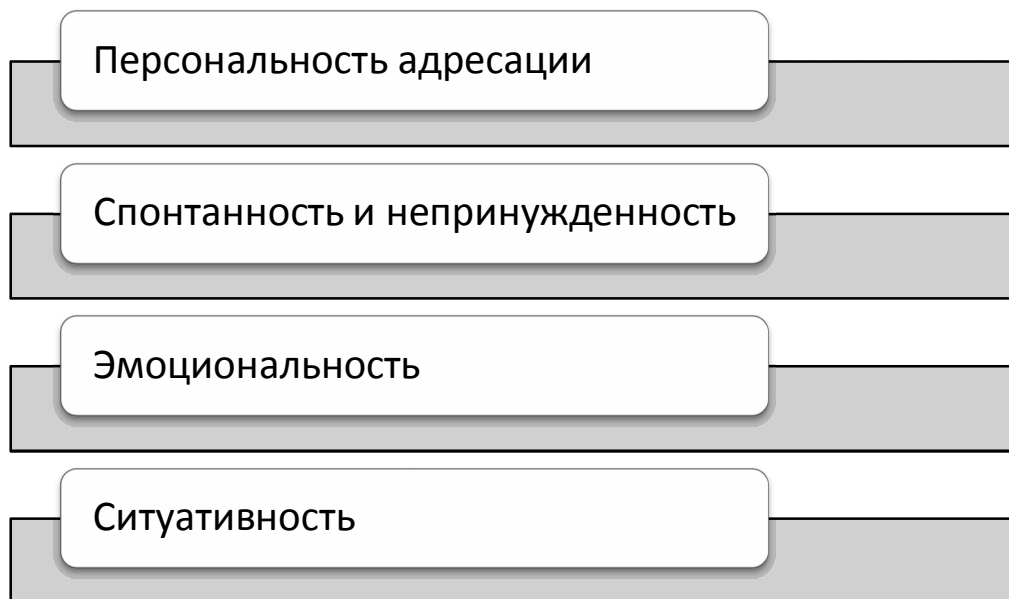 Персональность адресации
Спонтанность и непринужденность
Эмоциональность
Ситуативность